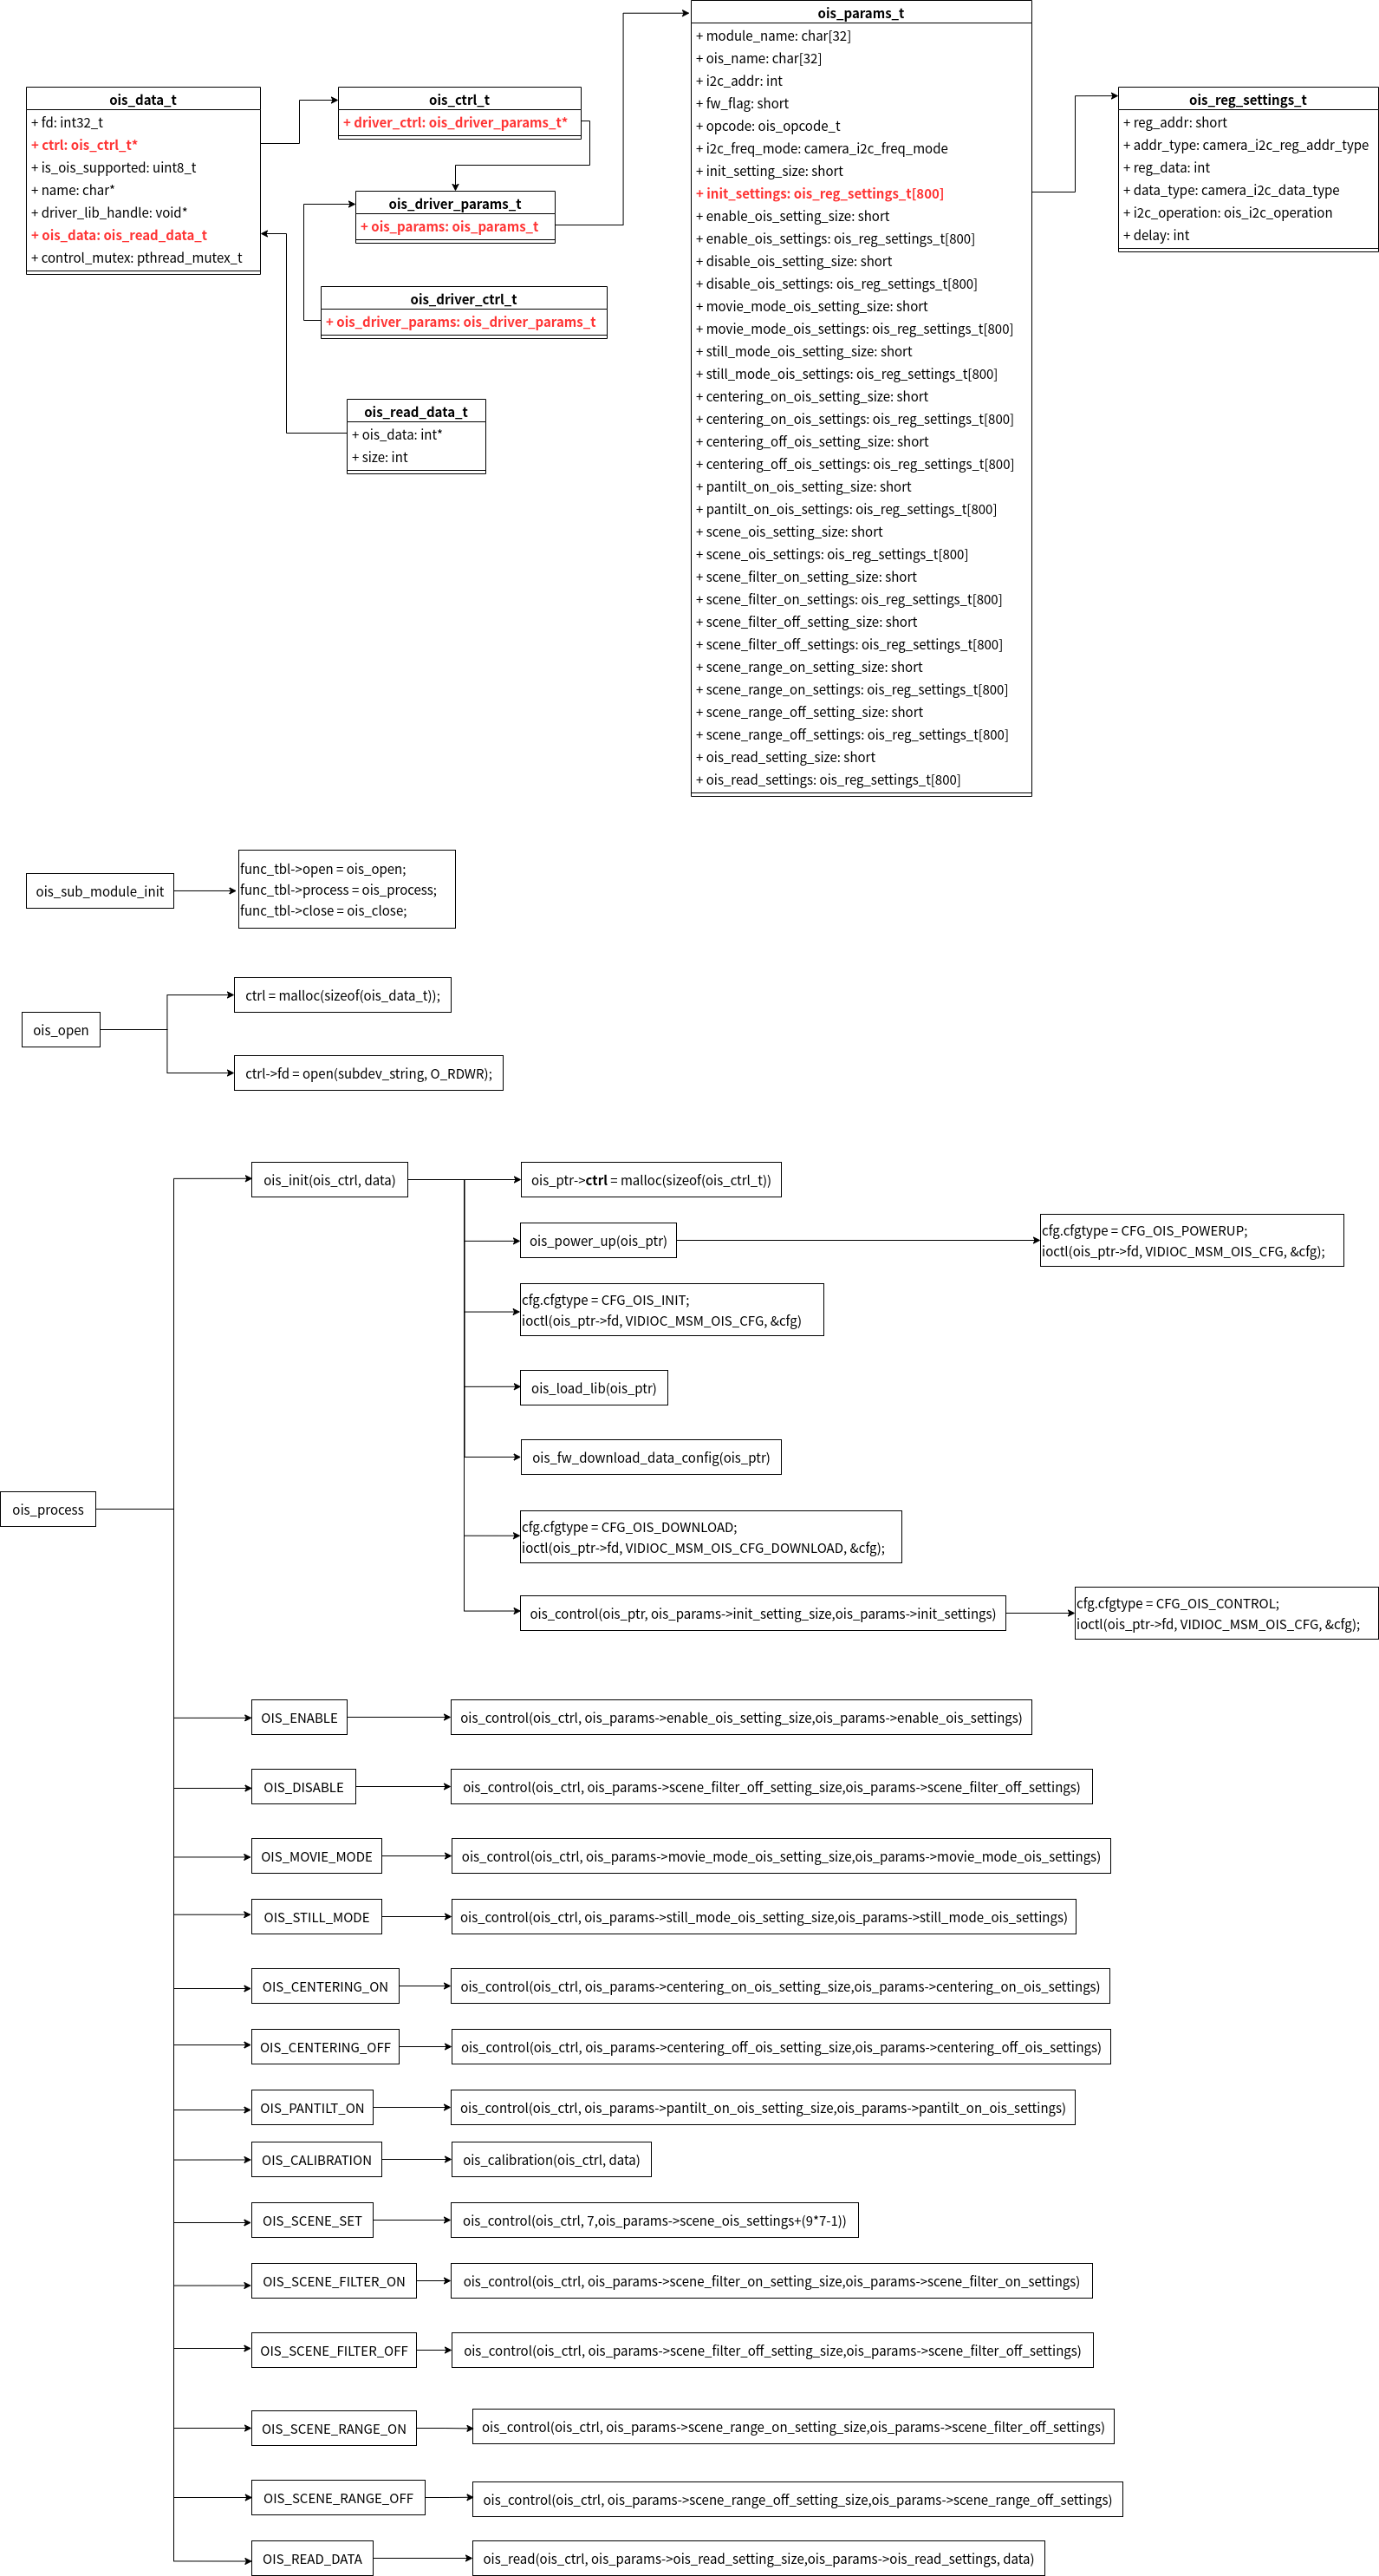 ois_data_t
+ fd: int32_t
+ ctrl: ois_ctrl_t*
+ is_ois_supported: uint8_t
+ name: char*
+ driver_lib_handle: void*
+ ois_data: ois_read_data_t
+ control_mutex: pthread_mutex_t
ois_ctrl_t
+ driver_ctrl: ois_driver_params_t*
ois_driver_params_t
+ ois_params: ois_params_t
ois_driver_ctrl_t
+ ois_driver_params: ois_driver_params_t
ois_read_data_t
+ ois_data: int*
+ size: int
ois_params_t
+ module_name: char[32]
+ ois_name: char[32]
+ i2c_addr: int
+ fw_flag: short
+ opcode: ois_opcode_t
+ i2c_freq_mode: camera_i2c_freq_mode
+ init_setting_size: short
+ init_settings: ois_reg_settings_t[800]
+ enable_ois_setting_size: short
+ enable_ois_settings: ois_reg_settings_t[800]
+ disable_ois_setting_size: short
+ disable_ois_settings: ois_reg_settings_t[800]
+ movie_mode_ois_setting_size: short
+ movie_mode_ois_settings: ois_reg_settings_t[800]
+ still_mode_ois_setting_size: short
+ still_mode_ois_settings: ois_reg_settings_t[800]
+ centering_on_ois_setting_size: short
+ centering_on_ois_settings: ois_reg_settings_t[800]
+ centering_off_ois_setting_size: short
+ centering_off_ois_settings: ois_reg_settings_t[800]
+ pantilt_on_ois_setting_size: short
+ pantilt_on_ois_settings: ois_reg_settings_t[800]
+ scene_ois_setting_size: short
+ scene_ois_settings: ois_reg_settings_t[800]
+ scene_filter_on_setting_size: short
+ scene_filter_on_settings: ois_reg_settings_t[800]
+ scene_filter_off_setting_size: short
+ scene_filter_off_settings: ois_reg_settings_t[800]
+ scene_range_on_setting_size: short
+ scene_range_on_settings: ois_reg_settings_t[800]
+ scene_range_off_setting_size: short
+ scene_range_off_settings: ois_reg_settings_t[800]
+ ois_read_setting_size: short
+ ois_read_settings: ois_reg_settings_t[800]
ois_reg_settings_t
+ reg_addr: short
+ addr_type: camera_i2c_reg_addr_type
+ reg_data: int
+ data_type: camera_i2c_data_type
+ i2c_operation: ois_i2c_operation
+ delay: int
ois_sub_module_init
func_tbl->open = ois_open;
func_tbl->process = ois_process;
func_tbl->close = ois_close;
ois_open
ctrl = malloc(sizeof(ois_data_t));
ctrl->fd = open(subdev_string, O_RDWR);
ois_process
ois_init(ois_ctrl, data)
ois_ptr->ctrl = malloc(sizeof(ois_ctrl_t))
ois_power_up(ois_ptr)
cfg.cfgtype = CFG_OIS_POWERUP;
ioctl(ois_ptr->fd, VIDIOC_MSM_OIS_CFG, &cfg);
cfg.cfgtype = CFG_OIS_INIT;
ioctl(ois_ptr->fd, VIDIOC_MSM_OIS_CFG, &cfg)
ois_load_lib(ois_ptr)
ois_fw_download_data_config(ois_ptr)
cfg.cfgtype = CFG_OIS_DOWNLOAD;
ioctl(ois_ptr->fd, VIDIOC_MSM_OIS_CFG_DOWNLOAD, &cfg);
ois_control(ois_ptr, ois_params->init_setting_size,ois_params->init_settings)
cfg.cfgtype = CFG_OIS_CONTROL;
ioctl(ois_ptr->fd, VIDIOC_MSM_OIS_CFG, &cfg);
OIS_ENABLE
ois_control(ois_ctrl, ois_params->enable_ois_setting_size,ois_params->enable_ois_settings)
OIS_DISABLE
ois_control(ois_ctrl, ois_params->scene_filter_off_setting_size,ois_params->scene_filter_off_settings)
OIS_MOVIE_MODE
ois_control(ois_ctrl, ois_params->movie_mode_ois_setting_size,ois_params->movie_mode_ois_settings)
OIS_STILL_MODE
ois_control(ois_ctrl, ois_params->still_mode_ois_setting_size,ois_params->still_mode_ois_settings)
OIS_CENTERING_ON
ois_control(ois_ctrl, ois_params->centering_on_ois_setting_size,ois_params->centering_on_ois_settings)
OIS_CENTERING_OFF
ois_control(ois_ctrl, ois_params->centering_off_ois_setting_size,ois_params->centering_off_ois_settings)
OIS_PANTILT_ON
ois_control(ois_ctrl, ois_params->pantilt_on_ois_setting_size,ois_params->pantilt_on_ois_settings)
OIS_CALIBRATION
ois_calibration(ois_ctrl, data)
OIS_SCENE_SET
ois_control(ois_ctrl, 7,ois_params->scene_ois_settings+(9*7-1))
OIS_SCENE_FILTER_ON
ois_control(ois_ctrl, ois_params->scene_filter_on_setting_size,ois_params->scene_filter_on_settings)
OIS_SCENE_FILTER_OFF
ois_control(ois_ctrl, ois_params->scene_filter_off_setting_size,ois_params->scene_filter_off_settings)
OIS_SCENE_RANGE_ON
ois_control(ois_ctrl, ois_params->scene_range_on_setting_size,ois_params->scene_filter_off_settings)
OIS_SCENE_RANGE_OFF
ois_control(ois_ctrl, ois_params->scene_range_off_setting_size,ois_params->scene_range_off_settings)
OIS_READ_DATA
ois_read(ois_ctrl, ois_params->ois_read_setting_size,ois_params->ois_read_settings, data)